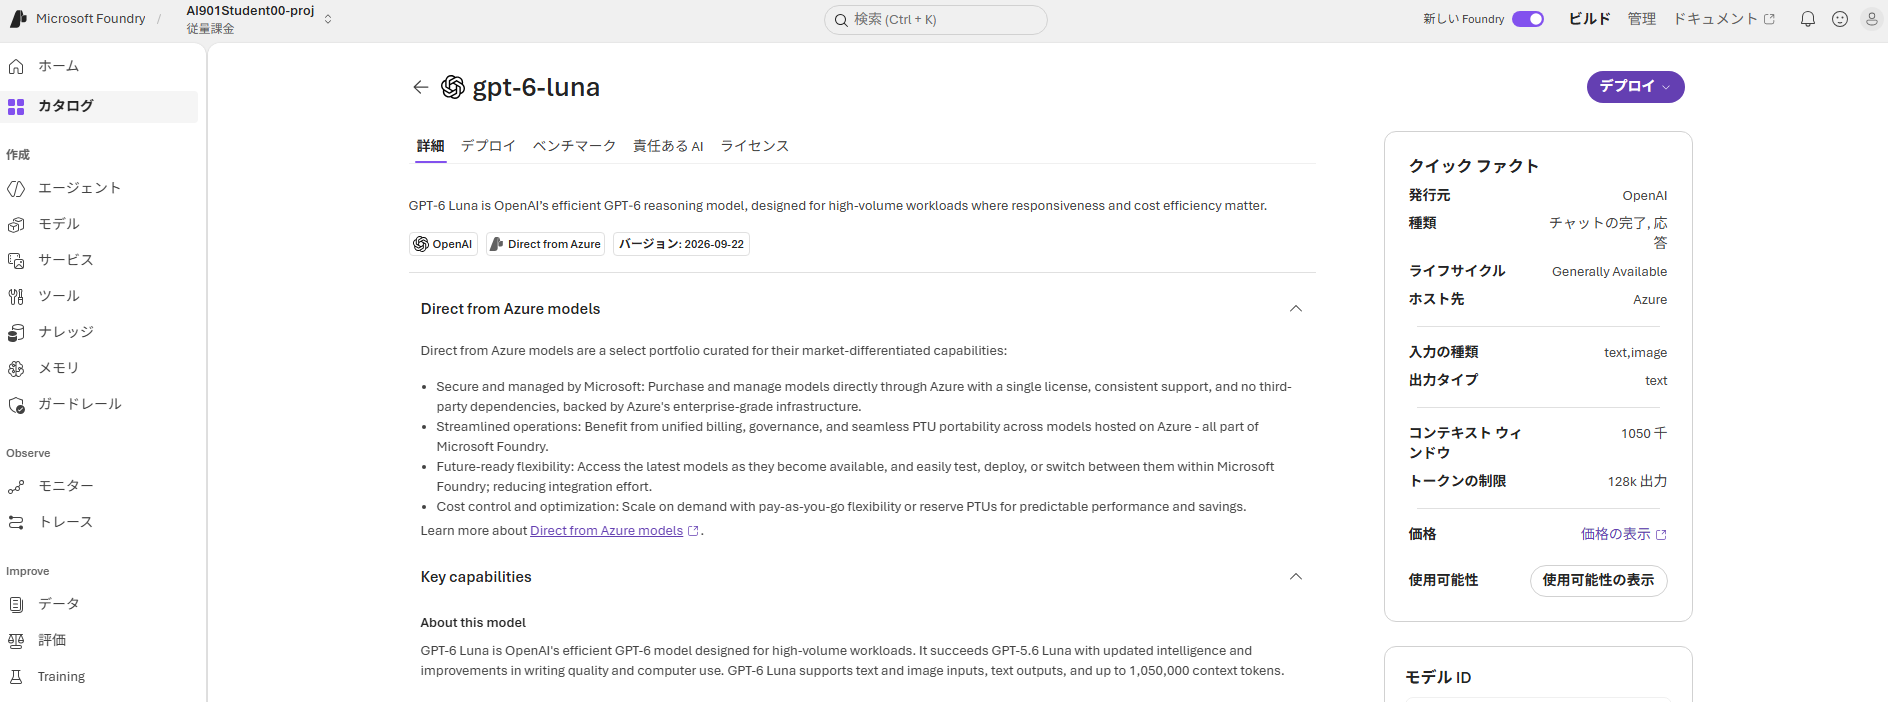 Microsoft Foundry / AI901Student00-proj
従量課金
検索 (Ctrl + K)
新しい Foundry ビルド 管理 ドキュメント
ホーム
カタログ
作成
エージェント
モデル
サービス
ツール
ナレッジ
メモリ
ガードレール
Observe
モニター
トレース
Improve
データ
評価
Training
gpt-6-luna
デプロイ
詳細 デプロイ ベンチマーク 責任ある AI ライセンス
GPT-6 Luna is OpenAI's efficient GPT-6 reasoning model, designed for high-volume workloads where responsiveness and cost efficiency matter.
OpenAI Direct from Azure バージョン: 2026-09-22
Direct from Azure models
Direct from Azure models are a select portfolio curated for their market-differentiated capabilities:
• Secure and managed by Microsoft: Purchase and manage models directly through Azure with a single license, consistent support, and no third-
party dependencies, backed by Azure's enterprise-grade infrastructure.
• Streamlined operations: Benefit from unified billing, governance, and seamless PTU portability across models hosted on Azure - all part of
Microsoft Foundry.
• Future-ready flexibility: Access the latest models as they become available, and easily test, deploy, or switch between them within Microsoft
Foundry; reducing integration effort.
• Cost control and optimization: Scale on demand with pay-as-you-go flexibility or reserve PTUs for predictable performance and savings.
Learn more about Direct from Azure models .
Key capabilities
About this model
GPT-6 Luna is OpenAI's efficient GPT-6 model designed for high-volume workloads. It succeeds GPT-5.6 Luna with updated intelligence and
improvements in writing quality and computer use. GPT-6 Luna supports text and image inputs, text outputs, and up to 1,050,000 context tokens.
クイック ファクト
発行元 OpenAI
種類 チャットの完了, 応
答
ライフサイクル Generally Available
ホスト先 Azure
入力の種類 text,image
出力タイプ text
コンテキスト ウィ 1050 千
ンドウ
トークンの制限 128k 出力
価格 価格の表示
使用可能性 使用可能性の表示
モデル ID